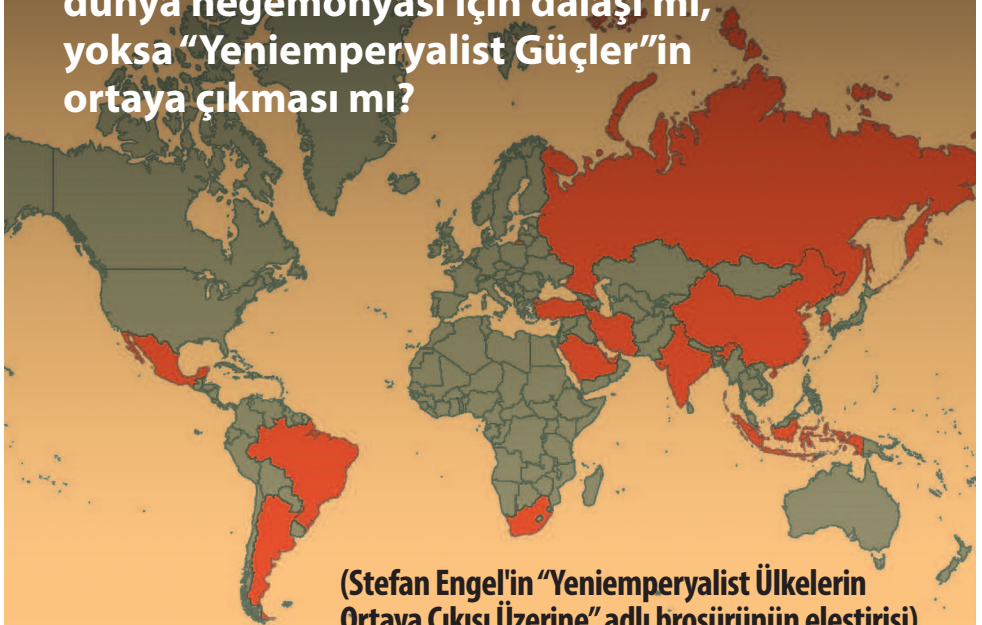 dünya hegemonyası için dalaşı mı,
yoksa “Yeniemperyalist Güçler”in
ortaya çıkması mı?
(Stefan Engel'in “Yeniemperyalist Ülkelerin
Ortaya Çıkışı Üzerine” adlı broşürünün eleştirisi)